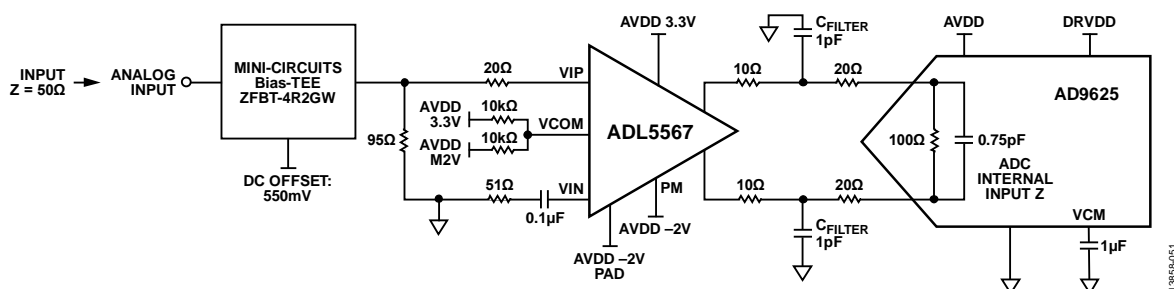 INPUT
Z = 50Ω
ANALOG
INPUT
MINI-CIRCUITS
Bias-TEE
ZFBT-4R2GW
DC OFFSET:
550mV
95Ω
20Ω
VIP
AVDD
3.3V
10kΩ
VCOM
AVDD
M2V
10kΩ
51Ω
0.1µF
VIN
AVDD 3.3V
ADL5567
PM
AVDD –2V
AVDD –2V
PAD
CFILTER
1pF
10Ω
20Ω
10Ω
20Ω
CFILTER
1pF
AVDD
DRVDD
AD9625
100Ω
0.75pF
ADC
INTERNAL
INPUT Z
VCM
1µF
13858-051